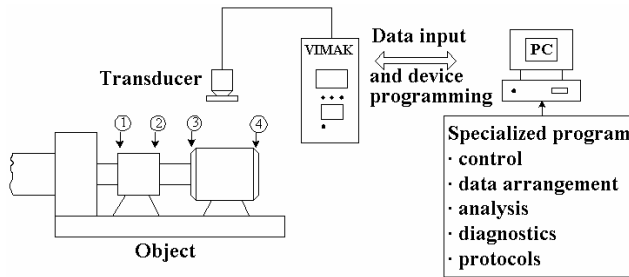 VIMAK
Data input
and device
programming
PC
Transducer
1 2 3 4
Object
Specialized program
· control
· data arrangement
· analysis
· diagnostics
· protocols